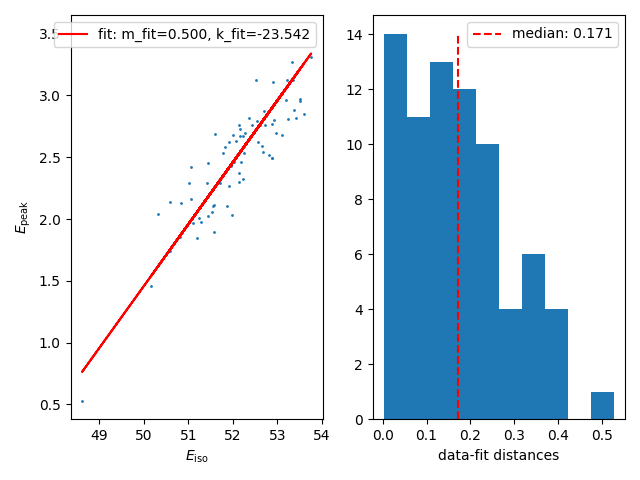 3.5
3.0
2.5
2.0
1.5
1.0
0.5
E_peak
fit: m_fit=0.500, k_fit=-23.542
49 50 51 52 53 54
E_iso
14
12
10
8
6
4
2
0
median: 0.171
0.0 0.1 0.2 0.3 0.4 0.5
data-fit distances